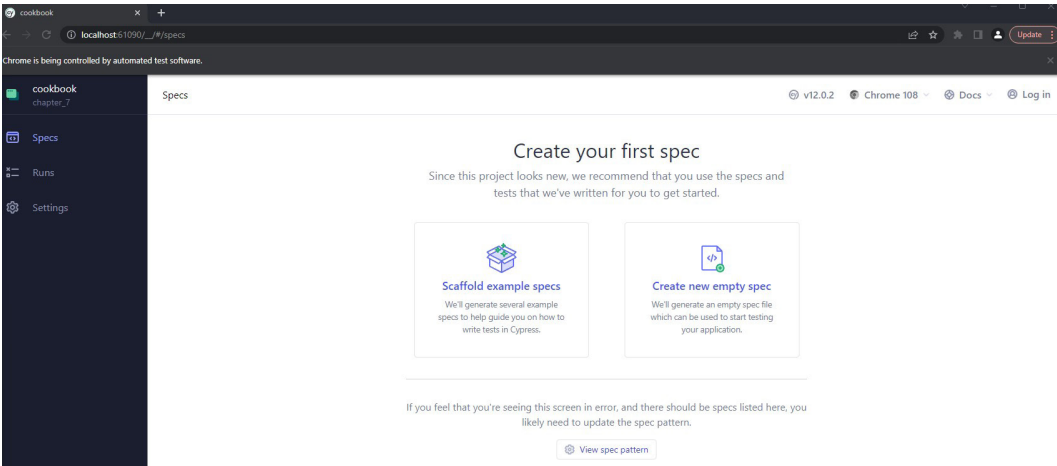 cookbook
localhost:61090/__/#/specs
Update
Chrome is being controlled by automated test software.
cookbook
chapter_7
Specs
v12.0.2
Chrome 108
Docs
Log in
Specs
Runs
Settings
Create your first spec
Since this project looks new, we recommend that you use the specs and
tests that we've written for you to get started.
Scaffold example specs
We'll generate several example
specs to help guide you on how to
write tests in Cypress.
Create new empty spec
We'll generate an empty spec file
which can be used to start testing
your application.
If you feel that you're seeing this screen in error, and there should be specs listed here, you
likely need to update the spec pattern.
View spec pattern